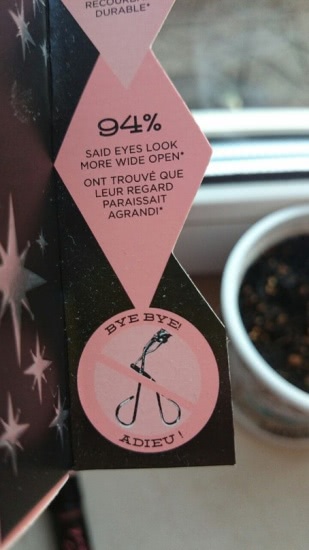 DURABLE*
94%
SAID EYES LOOK
MORE WIDE OPEN*
ONT TROUVÉ QUE
LEUR REGARD
PARAISSAIT
AGRANDI*
BYE BYE!
ADIEU!